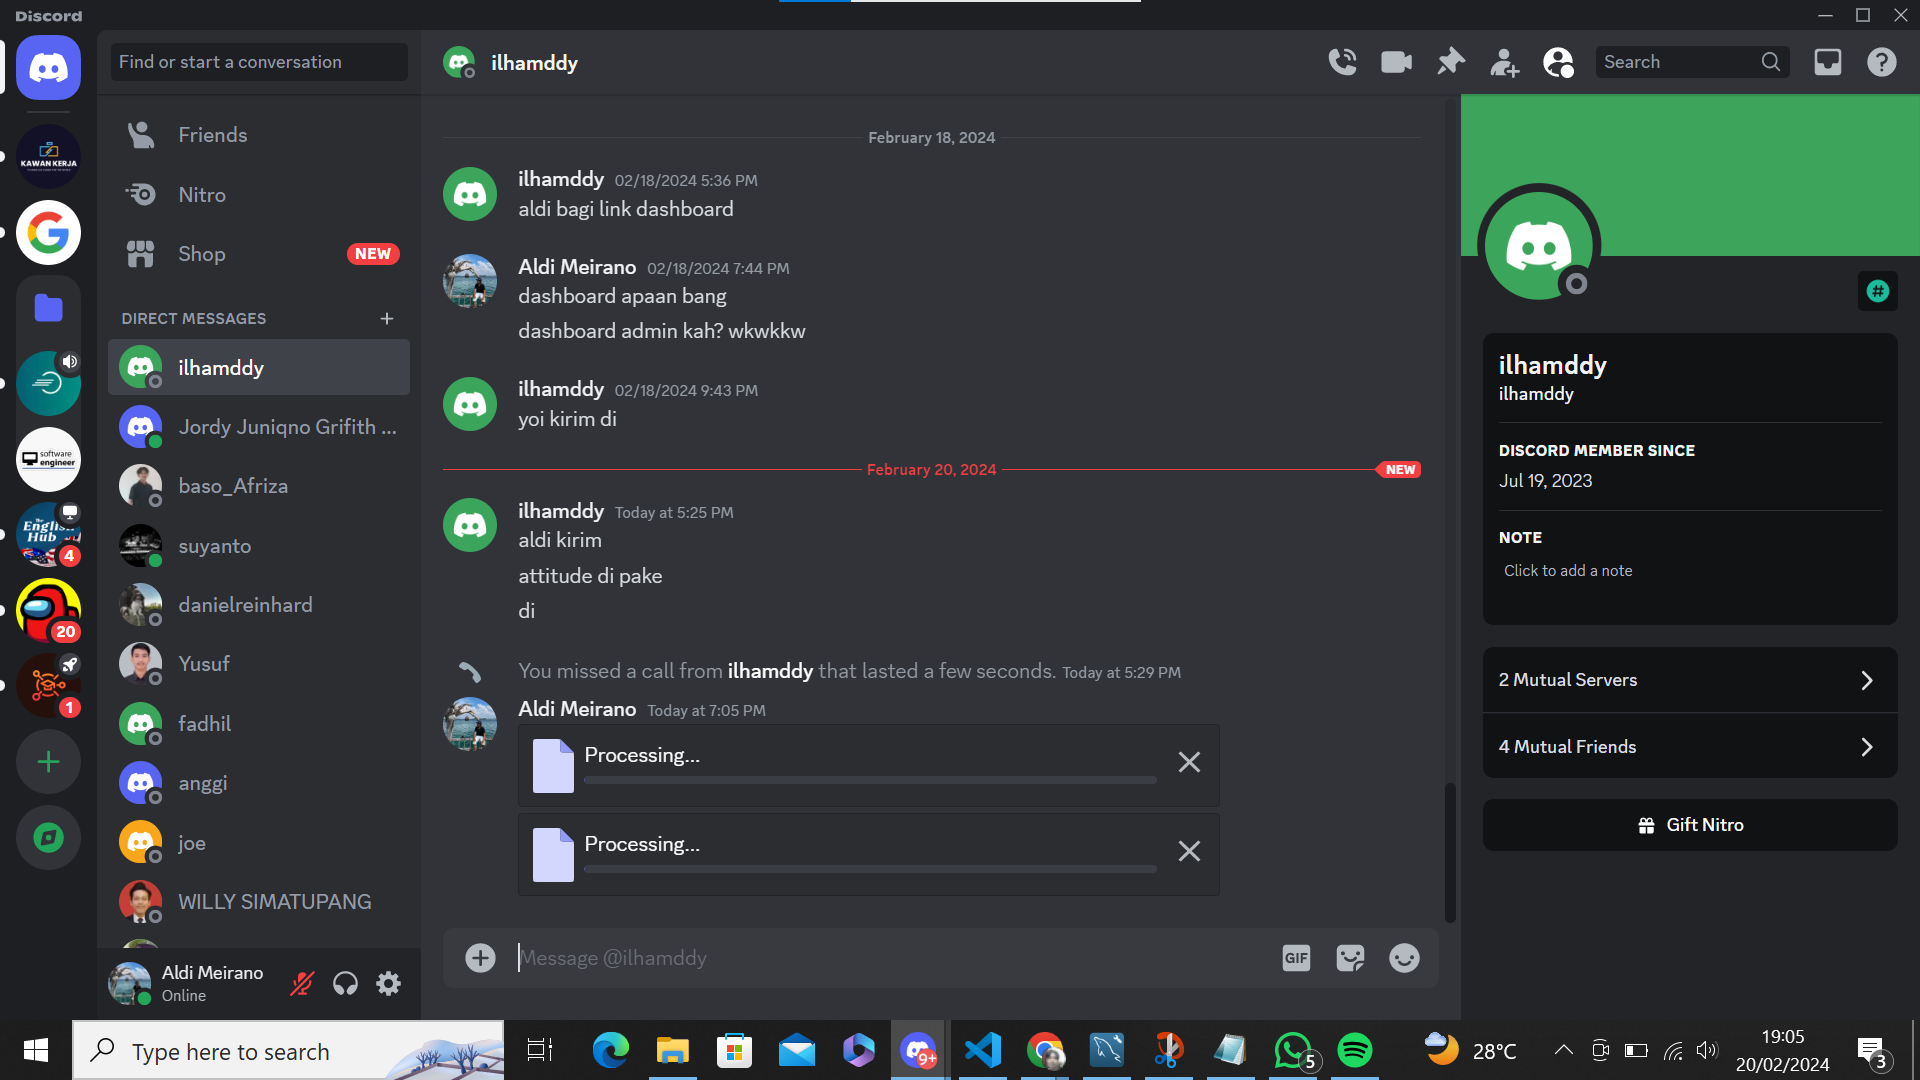 Discord
Find or start a conversation
ilhamddy
Search
Friends
Nitro
Shop
NEW
DIRECT MESSAGES
ilhamddy
Jordy Juniqno Grifith ...
baso_Afriza
suyanto
danielreinhard
Yusuf
fadhil
anggi
joe
WILLY SIMATUPANG
KAWAN KERJA
software
engineer
The
English
Hub
4
20
1
Aldi Meirano
Online
February 18, 2024
ilhamddy 02/18/2024 5:36 PM
aldi bagi link dashboard
Aldi Meirano 02/18/2024 7:44 PM
dashboard apaan bang
dashboard admin kah? wkwkkw
ilhamddy 02/18/2024 9:43 PM
yoi kirim di
February 20, 2024
NEW
ilhamddy Today at 5:25 PM
aldi kirim
attitude di pake
di
You missed a call from ilhamddy that lasted a few seconds. Today at 5:29 PM
Aldi Meirano Today at 7:05 PM
Processing...
Processing...
Message @ilhamddy
GIF
ilhamddy
ilhamddy
DISCORD MEMBER SINCE
Jul 19, 2023
NOTE
Click to add a note
2 Mutual Servers
4 Mutual Friends
Gift Nitro
Type here to search
9+
5
28°C
19:05
20/02/2024
3